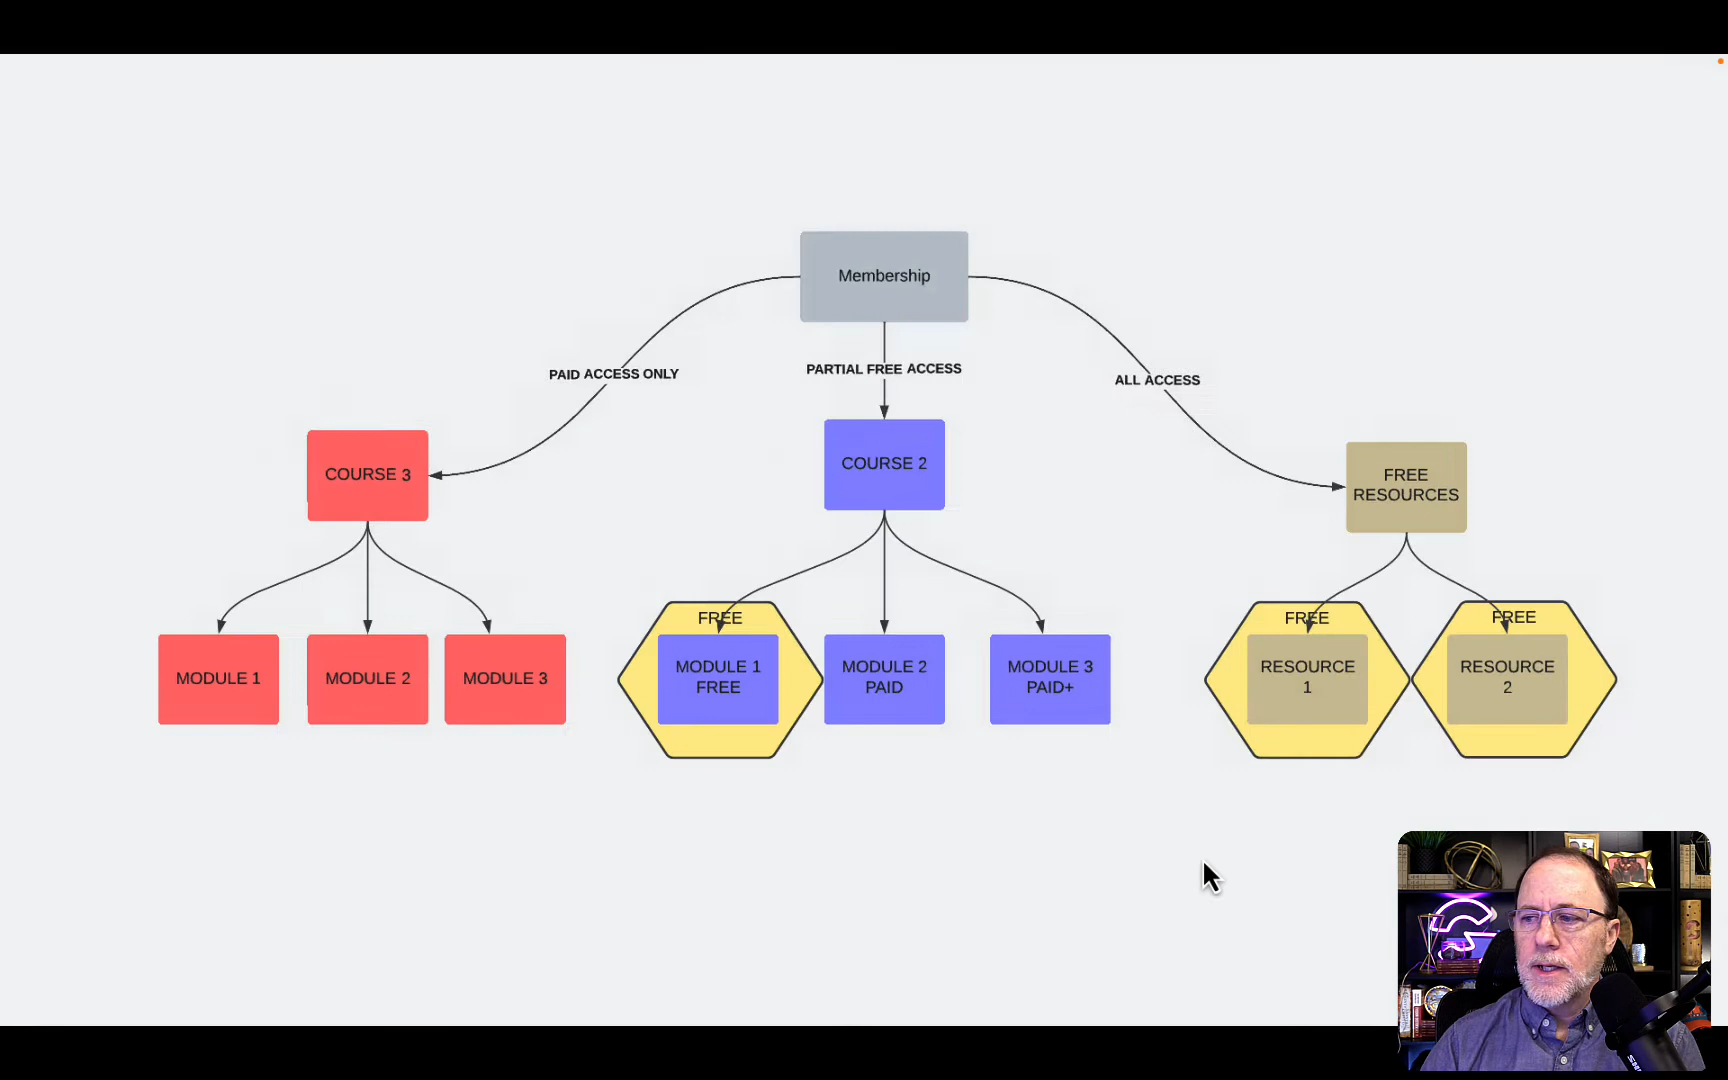 Membership
PAID ACCESS ONLY
PARTIAL FREE ACCESS
ALL ACCESS
COURSE 3
COURSE 2
FREE
RESOURCES
MODULE 1
MODULE 2
MODULE 3
FREE
MODULE 1
FREE
MODULE 2
PAID
MODULE 3
PAID+
FREE
RESOURCE
1
FREE
RESOURCE
2